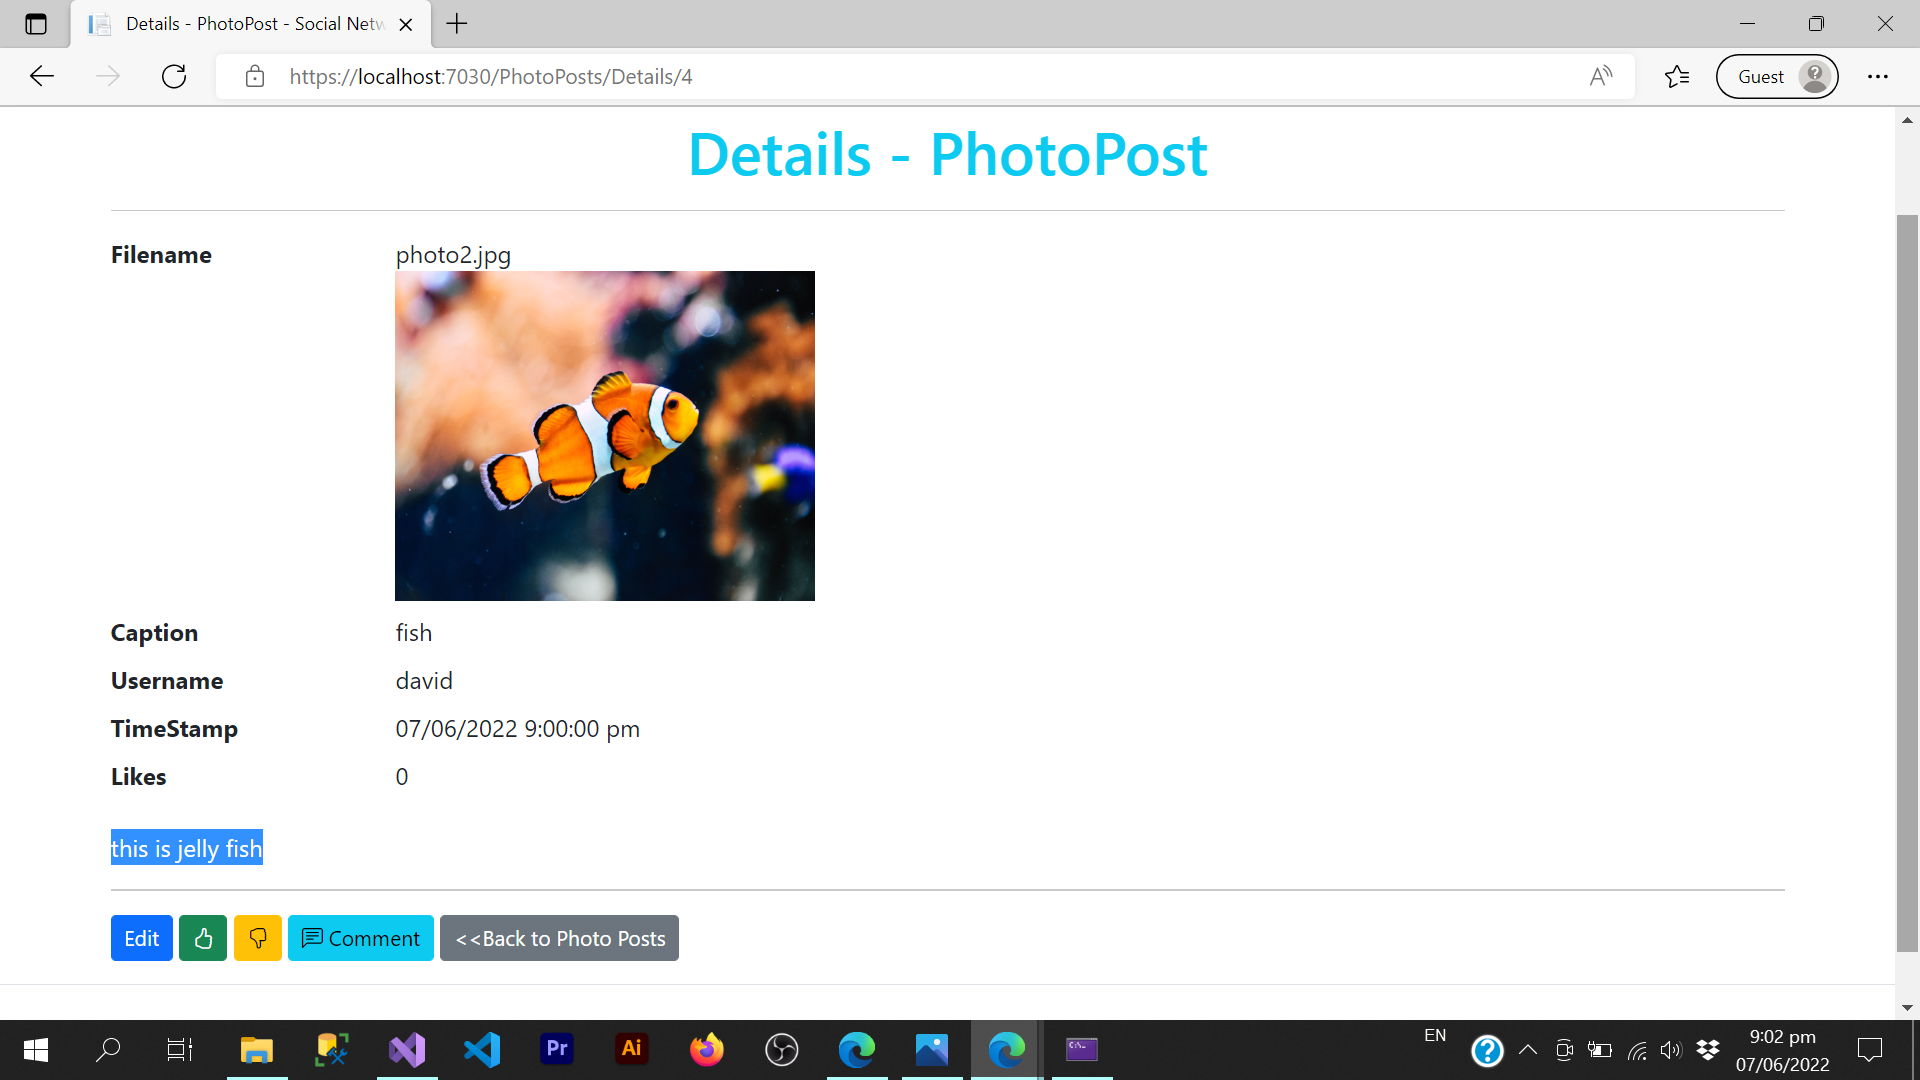 Details - PhotoPost - Social Netw
https://localhost:7030/PhotoPosts/Details/4
Guest
Details - PhotoPost
Filename photo2.jpg
Caption fish
Username david
TimeStamp 07/06/2022 9:00:00 pm
Likes 0
this is jelly fish
Edit Comment <<Back to Photo Posts
Pr Ai C:\_ EN 9:02 pm
07/06/2022